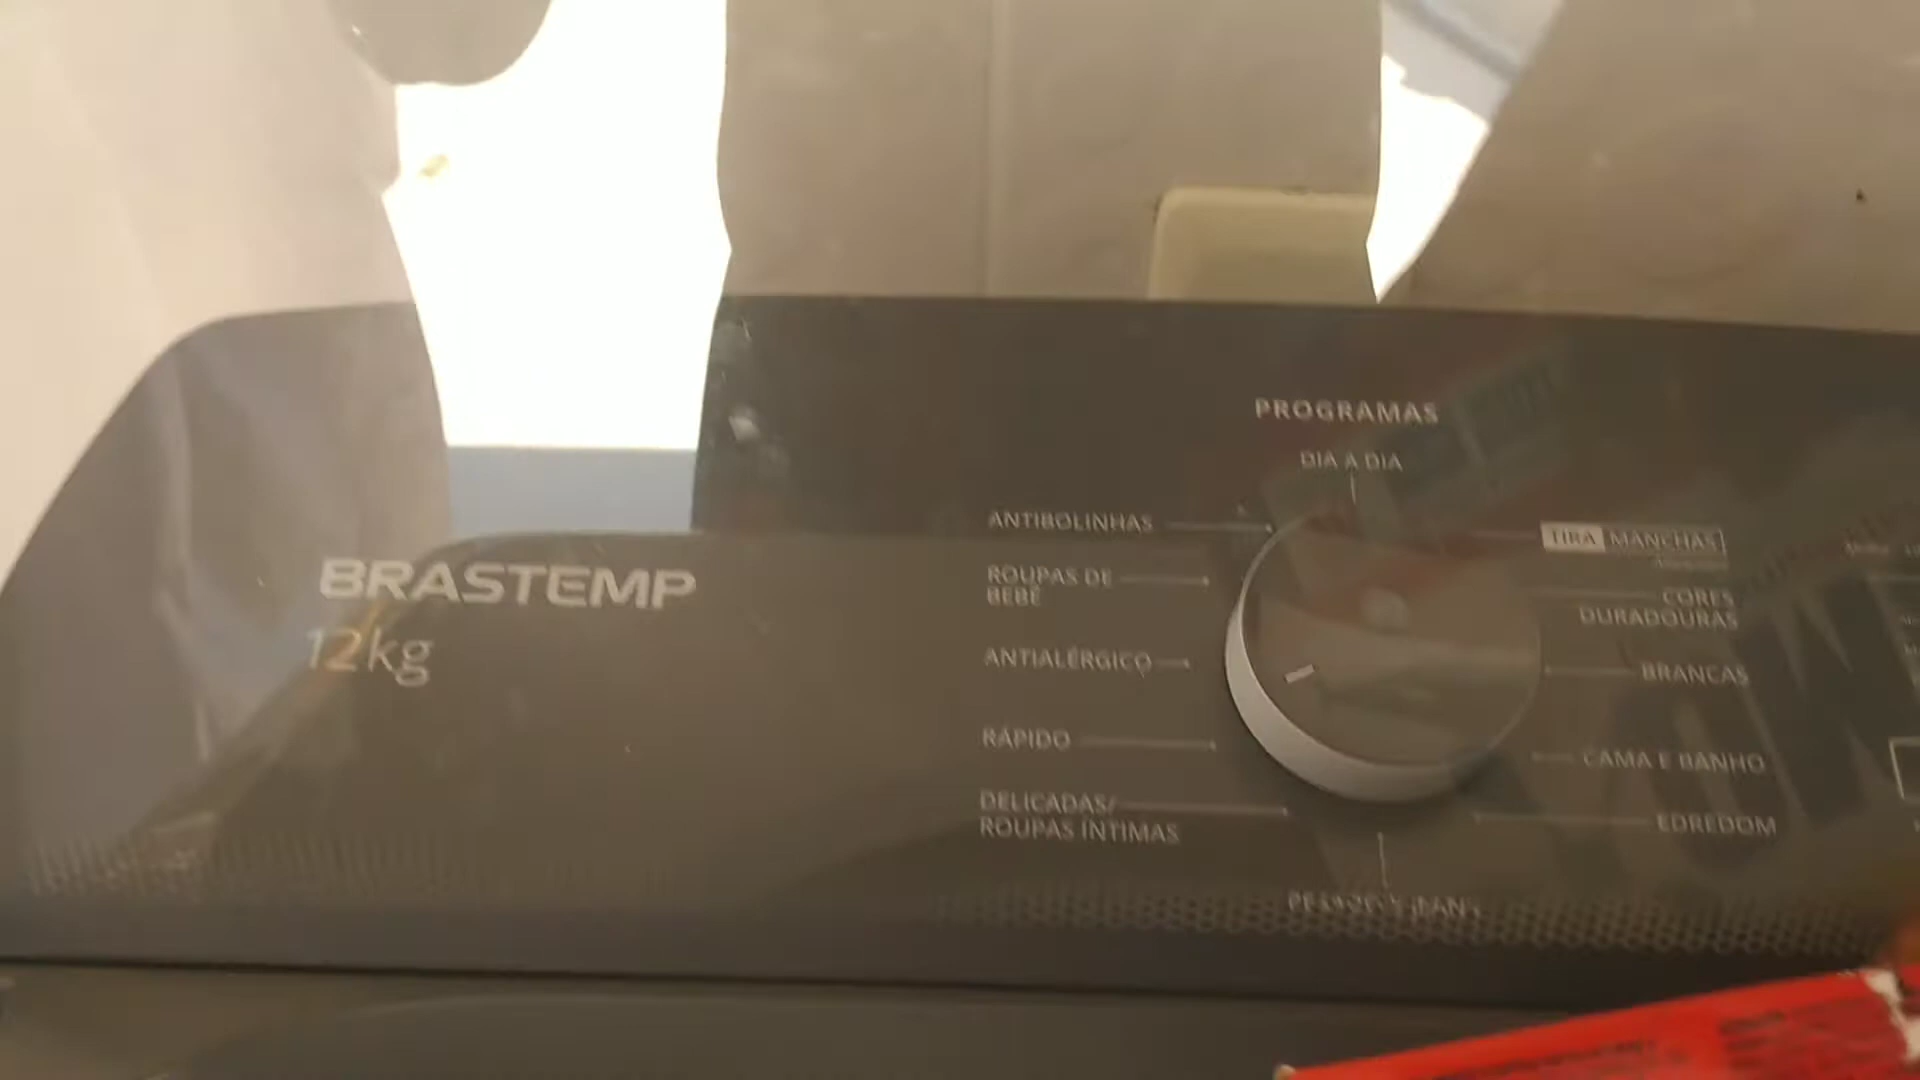 PROGRAMAS
DIA A DIA
ANTIBOLINHAS
TIRA MANCHAS
ROUPAS DE
BEBÊ
CORES
DURADOURAS
BRASTEMP
12kg
ANTIALÉRGICO
BRANCAS
RÁPIDO
CAMA E BANHO
DELICADAS/
ROUPAS ÍNTIMAS
EDREDOM